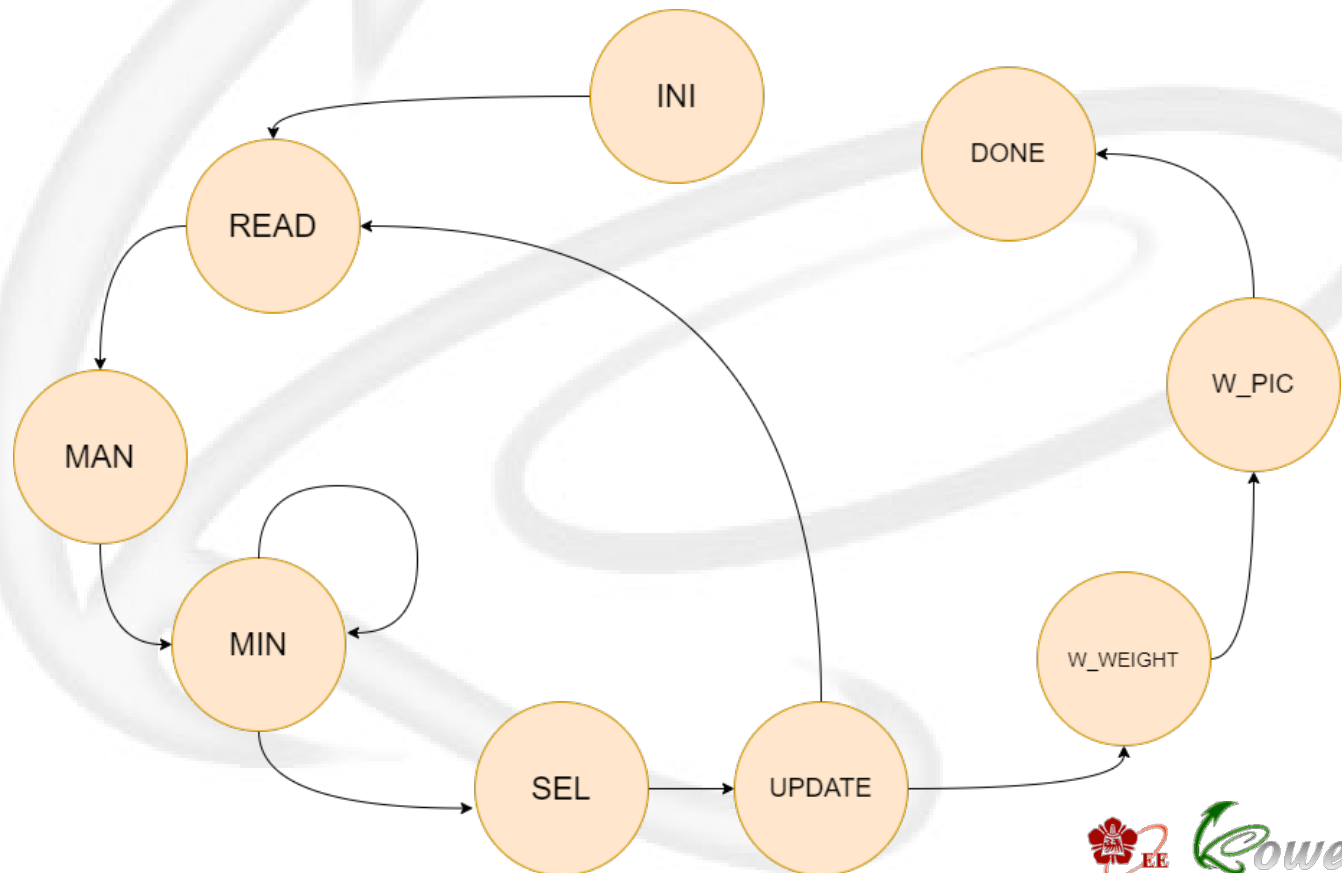 INI
DONE
READ
W_PIC
MAN
MIN
W_WEIGHT
SEL
UPDATE
EE